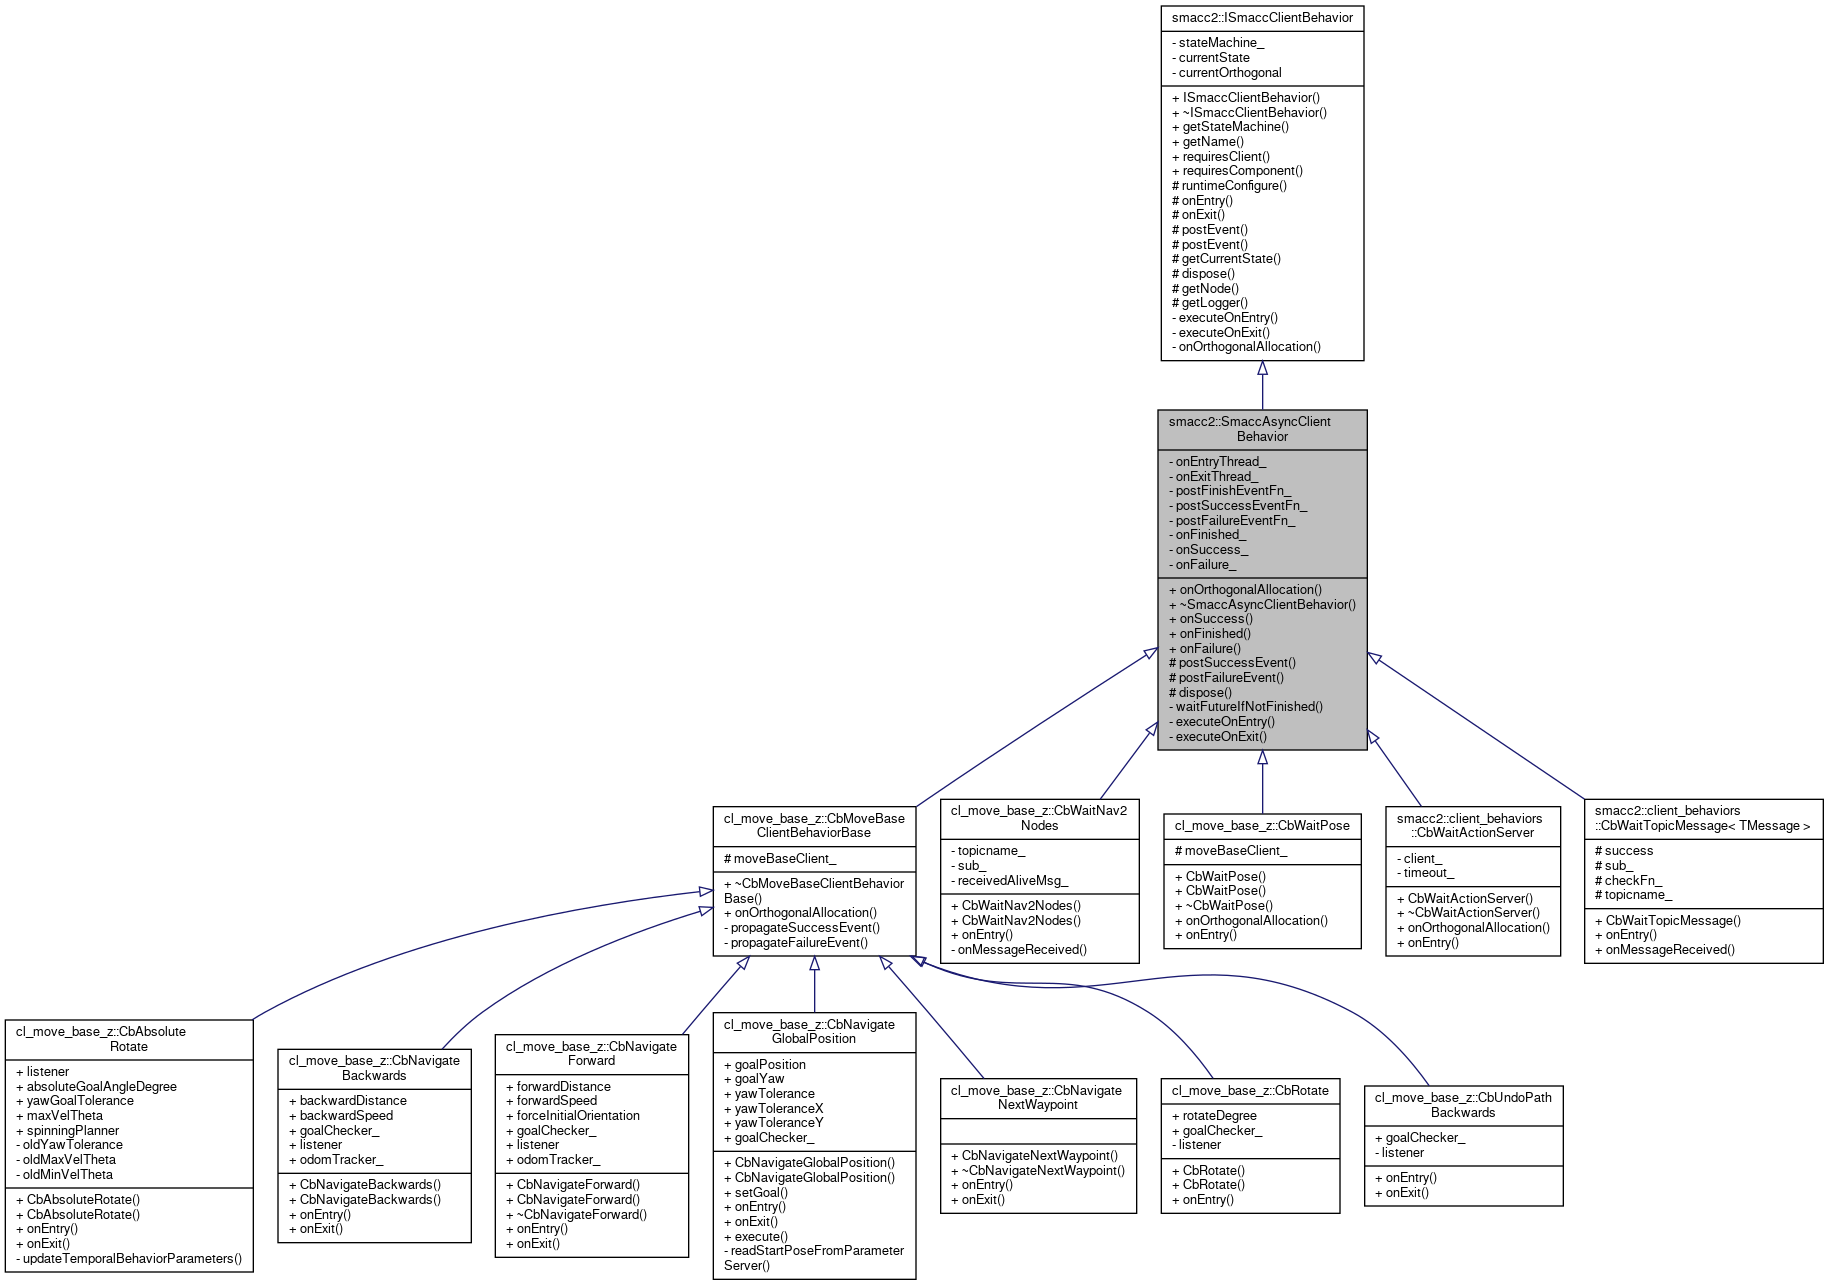 smacc2::ISmaccClientBehavior
- stateMachine_
- currentState
- currentOrthogonal
+ ISmaccClientBehavior()
+ ~ISmaccClientBehavior()
+ getStateMachine()
+ getName()
+ requiresClient()
+ requiresComponent()
# runtimeConfigure()
# onEntry()
# onExit()
# postEvent()
# postEvent()
# getCurrentState()
# dispose()
# getNode()
# getLogger()
- executeOnEntry()
- executeOnExit()
- onOrthogonalAllocation()
smacc2::SmaccAsyncClient
Behavior
- onEntryThread_
- onExitThread_
- postFinishEventFn_
- postSuccessEventFn_
- postFailureEventFn_
- onFinished_
- onSuccess_
- onFailure_
+ onOrthogonalAllocation()
+ ~SmaccAsyncClientBehavior()
+ onSuccess()
+ onFinished()
+ onFailure()
# postSuccessEvent()
# postFailureEvent()
# dispose()
- waitFutureIfNotFinished()
- executeOnEntry()
- executeOnExit()
cl_move_base_z::CbMoveBase
ClientBehaviorBase
# moveBaseClient_
+ ~CbMoveBaseClientBehavior
Base()
+ onOrthogonalAllocation()
- propagateSuccessEvent()
- propagateFailureEvent()
cl_move_base_z::CbWaitNav2
Nodes
- topicname_
- sub_
- receivedAliveMsg_
+ CbWaitNav2Nodes()
+ CbWaitNav2Nodes()
+ onEntry()
- onMessageReceived()
cl_move_base_z::CbWaitPose
# moveBaseClient_
+ CbWaitPose()
+ CbWaitPose()
+ ~CbWaitPose()
+ onOrthogonalAllocation()
+ onEntry()
smacc2::client_behaviors
::CbWaitActionServer
- client_
- timeout_
+ CbWaitActionServer()
+ ~CbWaitActionServer()
+ onOrthogonalAllocation()
+ onEntry()
smacc2::client_behaviors
::CbWaitTopicMessage< TMessage >
# success
# sub_
# checkFn_
# topicname_
+ CbWaitTopicMessage()
+ onEntry()
+ onMessageReceived()
cl_move_base_z::CbAbsolute
Rotate
+ listener
+ absoluteGoalAngleDegree
+ yawGoalTolerance
+ maxVelTheta
+ spinningPlanner
- oldYawTolerance
- oldMaxVelTheta
- oldMinVelTheta
+ CbAbsoluteRotate()
+ CbAbsoluteRotate()
+ onEntry()
+ onExit()
- updateTemporalBehaviorParameters()
cl_move_base_z::CbNavigate
Backwards
+ backwardDistance
+ backwardSpeed
+ goalChecker_
+ listener
+ odomTracker_
+ CbNavigateBackwards()
+ CbNavigateBackwards()
+ onEntry()
+ onExit()
cl_move_base_z::CbNavigate
Forward
+ forwardDistance
+ forwardSpeed
+ forceInitialOrientation
+ goalChecker_
+ listener
+ odomTracker_
+ CbNavigateForward()
+ CbNavigateForward()
+ ~CbNavigateForward()
+ onEntry()
+ onExit()
cl_move_base_z::CbNavigate
GlobalPosition
+ goalPosition
+ goalYaw
+ yawTolerance
+ yawToleranceX
+ yawToleranceY
+ goalChecker_
+ CbNavigateGlobalPosition()
+ CbNavigateGlobalPosition()
+ setGoal()
+ onEntry()
+ onExit()
+ execute()
- readStartPoseFromParameter
Server()
cl_move_base_z::CbNavigate
NextWaypoint
+ CbNavigateNextWaypoint()
+ ~CbNavigateNextWaypoint()
+ onEntry()
+ onExit()
cl_move_base_z::CbRotate
+ rotateDegree
+ goalChecker_
- listener
+ CbRotate()
+ CbRotate()
+ onEntry()
cl_move_base_z::CbUndoPath
Backwards
+ goalChecker_
- listener
+ onEntry()
+ onExit()